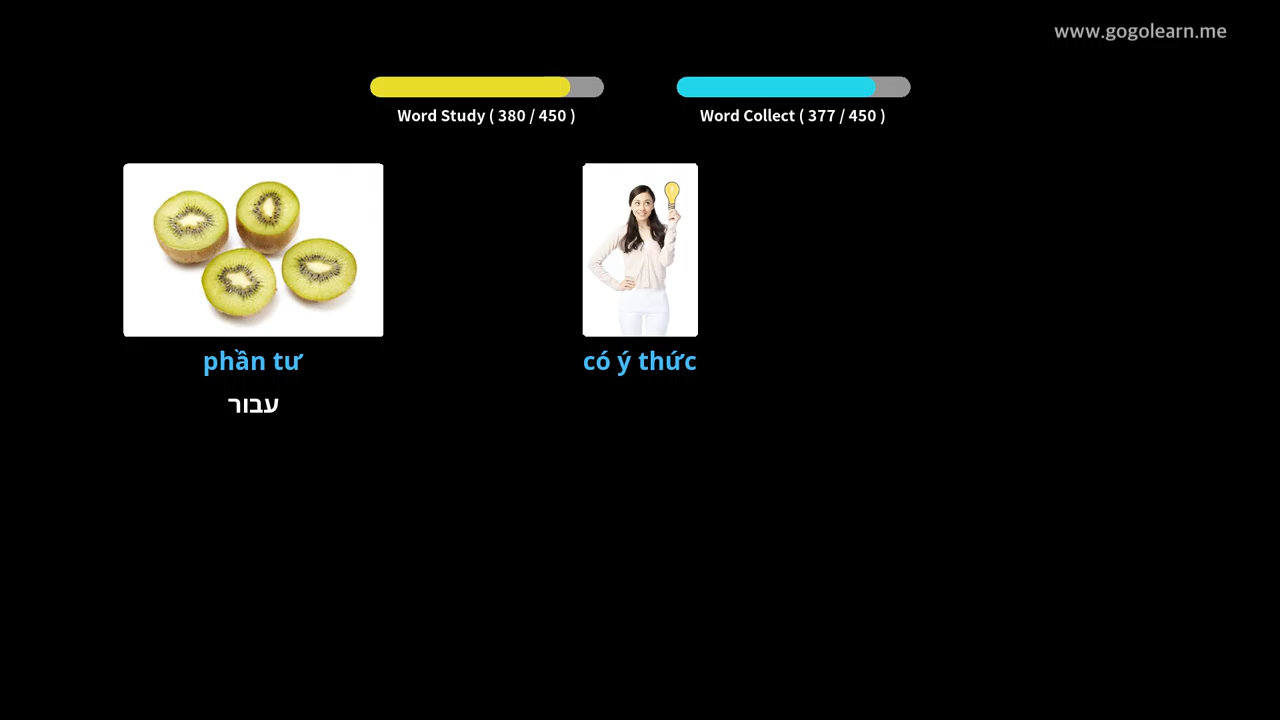 www.gogolearn.me
Word Study ( 380 / 450 )
Word Collect ( 377 / 450 )
phần tư
có ý thức
עבור